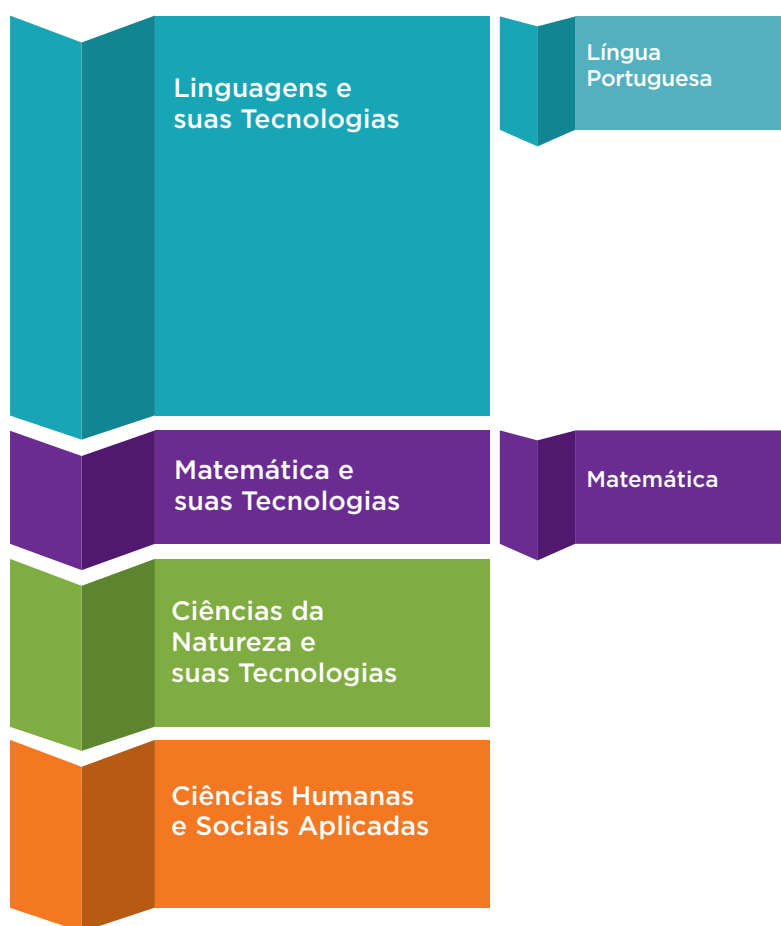 Linguagens e
suas Tecnologias
Língua
Portuguesa
Matemática e
suas Tecnologias
Matemática
Ciências da
Natureza e
suas Tecnologias
Ciências Humanas
e Sociais Aplicadas